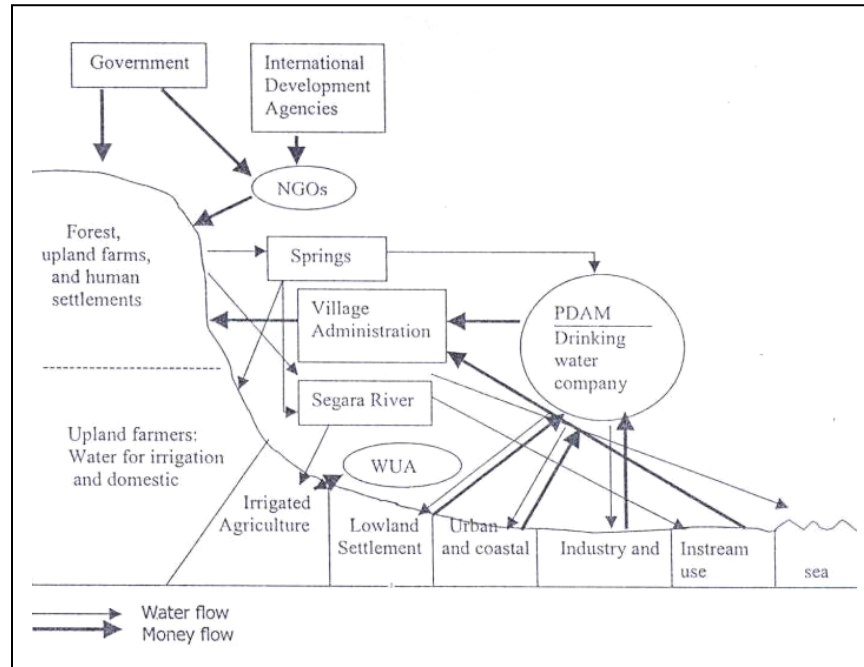 Government
International
Development
Agencies
NGOs
Forest,
upland farms,
and human
settlements
Springs
Village
Administration
PDAM
Drinking
water
company
Segara River
Upland farmers:
Water for irrigation
and domestic
WUA
Irrigated
Agriculture
Lowland
Settlement
Urban
and coastal
Industry and
Instream
use
sea
Water flow
Money flow